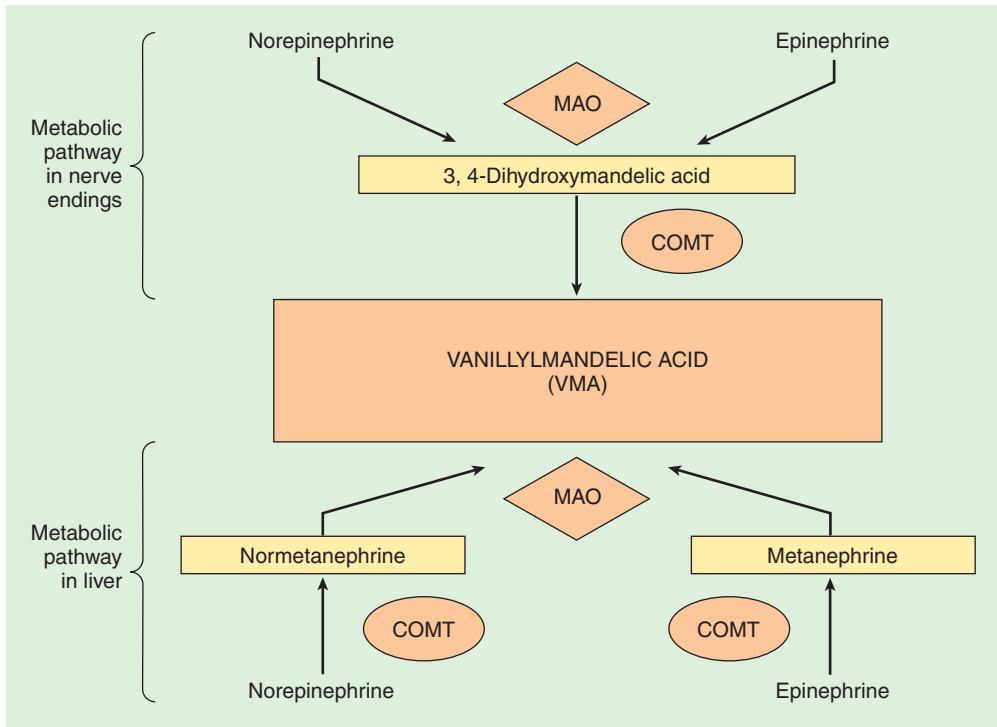 Norepinephrine
Epinephrine
MAO
Metabolic
pathway
in nerve
endings
3, 4-Dihydroxymandelic acid
COMT
VANILLYLMANDELIC ACID
(VMA)
MAO
Metabolic
pathway
in liver
Normetanephrine
Metanephrine
COMT
COMT
Norepinephrine
Epinephrine